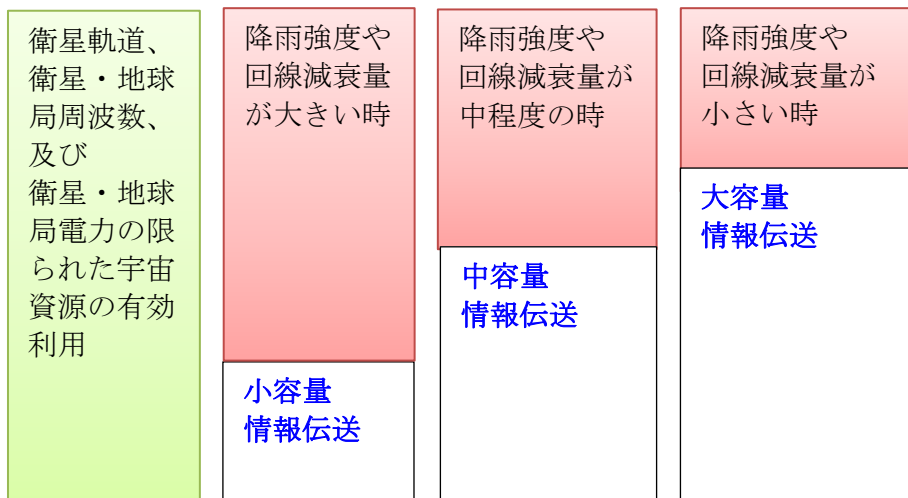 衛星軌道、
衛星・地球
局周波数、
及び
衛星・地球
局電力の限
られた宇宙
資源の有効
利用
降雨強度や
回線減衰量
が大きい時
小容量
情報伝送
降雨強度や
回線減衰量が
中程度の時
中容量
情報伝送
降雨強度や
回線減衰量が
小さい時
大容量
情報伝送